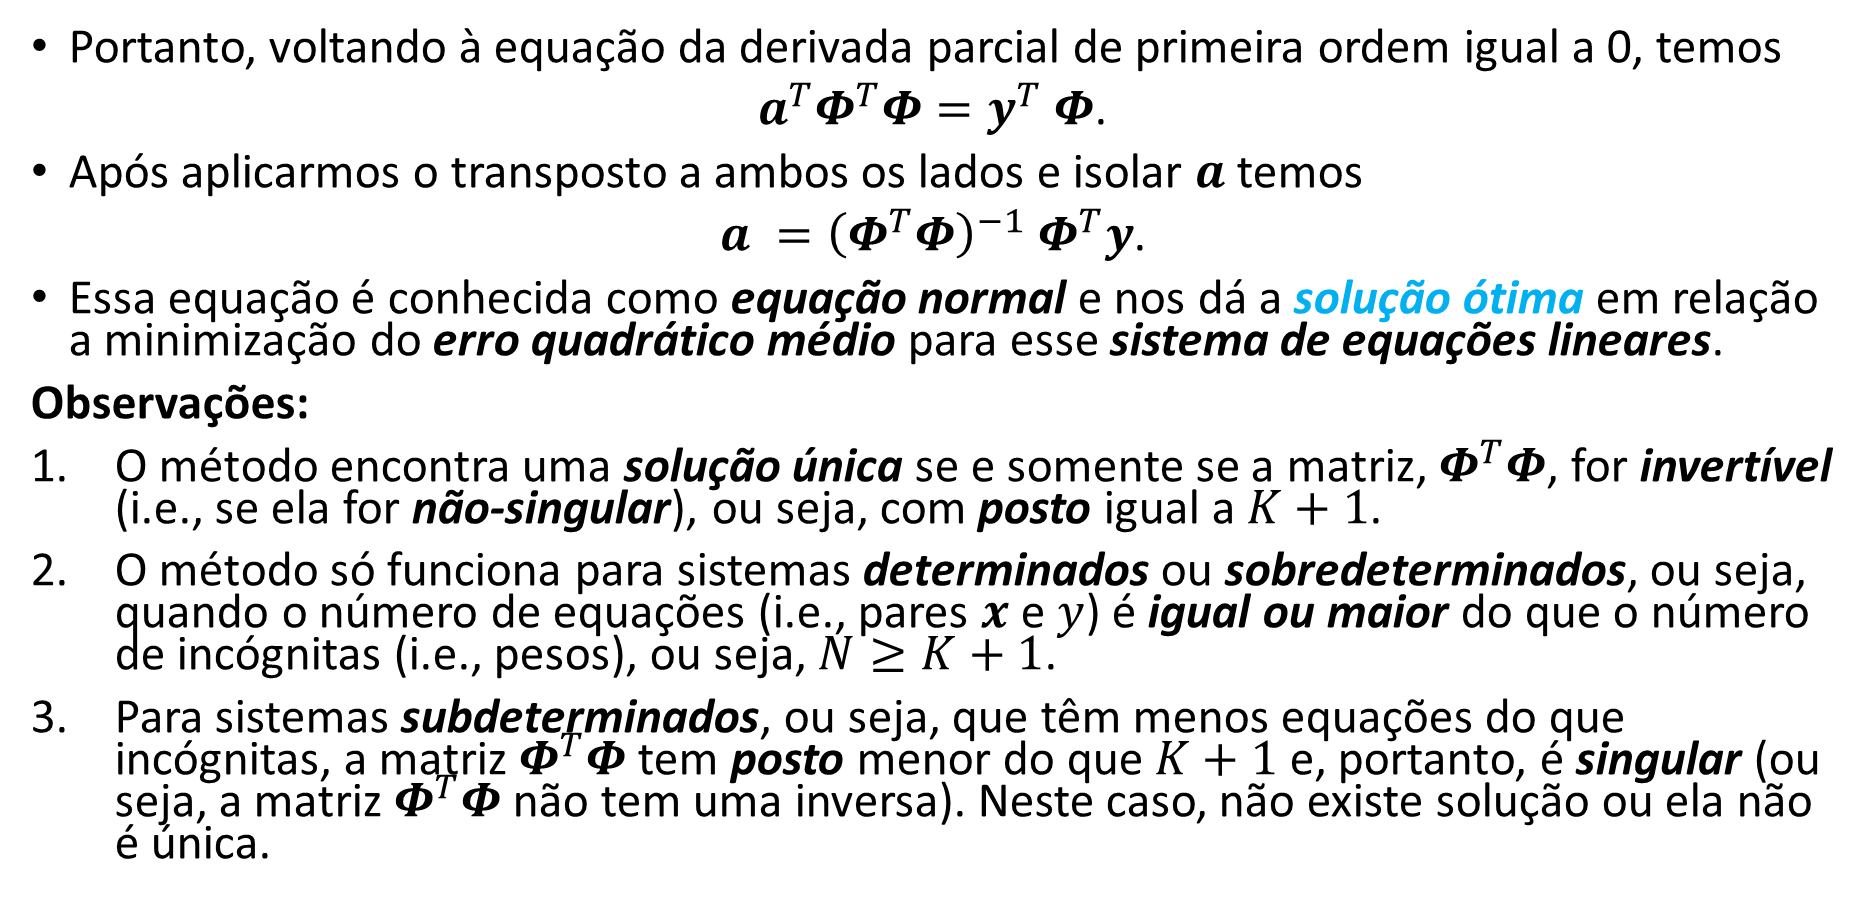 • Portanto, voltando à equação da derivada parcial de primeira ordem igual a 0, temos
𝒂ᵀ𝜱ᵀ𝜱 = 𝒚ᵀ 𝜱.
• Após aplicarmos o transposto a ambos os lados e isolar 𝒂 temos
𝒂 = (𝜱ᵀ𝜱)⁻¹ 𝜱ᵀ𝒚.
• Essa equação é conhecida como equação normal e nos dá a solução ótima em relação
a minimização do erro quadrático médio para esse sistema de equações lineares.
Observações:
1. O método encontra uma solução única se e somente se a matriz, 𝜱ᵀ𝜱, for invertível
(i.e., se ela for não-singular), ou seja, com posto igual a 𝐾 + 1.
2. O método só funciona para sistemas determinados ou sobredeterminados, ou seja,
quando o número de equações (i.e., pares 𝒙 e 𝑦) é igual ou maior do que o número
de incógnitas (i.e., pesos), ou seja, 𝑁 ≥ 𝐾 + 1.
3. Para sistemas subdeterminados, ou seja, que têm menos equações do que
incógnitas, a matriz 𝜱ᵀ𝜱 tem posto menor do que 𝐾 + 1 e, portanto, é singular (ou
seja, a matriz 𝜱ᵀ𝜱 não tem uma inversa). Neste caso, não existe solução ou ela não
é única.